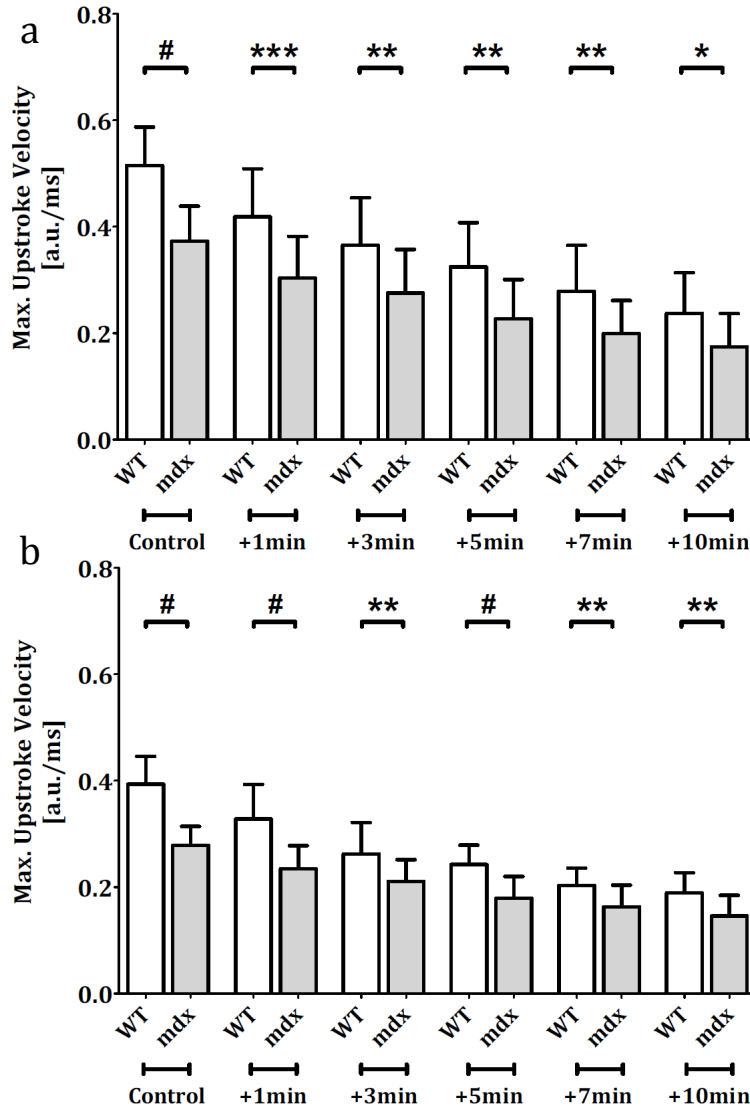 a
0.8
# *** ** ** ** *
0.6
0.4
0.2
0.0
Max. Upstroke Velocity
[a.u./ms]
WT mdx WT mdx WT mdx WT mdx WT mdx WT mdx
Control +1min +3min +5min +7min +10min
b
0.8
# # ** # ** **
0.6
0.4
0.2
0.0
Max. Upstroke Velocity
[a.u./ms]
WT mdx WT mdx WT mdx WT mdx WT mdx WT mdx
Control +1min +3min +5min +7min +10min